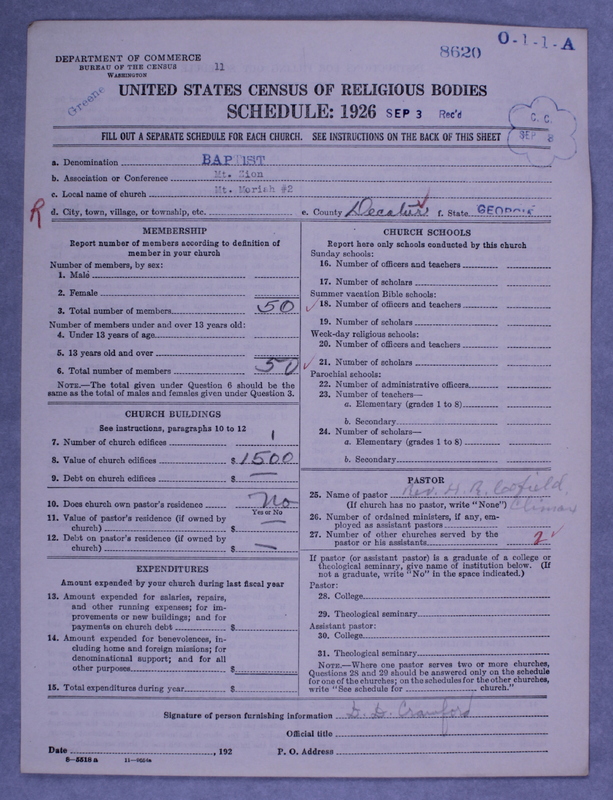 O-1-1-A
8620
DEPARTMENT OF COMMERCE
BUREAU OF THE CENSUS
WASHINGTON
11
Greene
UNITED STATES CENSUS OF RELIGIOUS BODIES
SCHEDULE: 1926 SEP 3 Rec'd
C. C.
SEP 8
FILL OUT A SEPARATE SCHEDULE FOR EACH CHURCH. SEE INSTRUCTIONS ON THE BACK OF THIS SHEET
a. Denomination BAPTIST
b. Association or Conference Mt. Zion
c. Local name of church Mt. Moriah #2
R d. City, town, village, or township, etc. e. County Decatur f. State GEORGIA
MEMBERSHIP
Report number of members according to definition of
member in your church
Number of members, by sex:
1. Male
2. Female
3. Total number of members 50
Number of members under and over 13 years old:
4. Under 13 years of age
5. 13 years old and over
6. Total number of members 50
NOTE.—The total given under Question 6 should be the
same as the total of males and females given under Question 3.
CHURCH BUILDINGS
See instructions, paragraphs 10 to 12
7. Number of church edifices 1
8. Value of church edifices $ 1500
9. Debt on church edifices $ —
10. Does church own pastor's residence No
Yes or No
11. Value of pastor's residence (if owned by
church) $ —
12. Debt on pastor's residence (if owned by
church) $ —
EXPENDITURES
Amount expended by your church during last fiscal year
13. Amount expended for salaries, repairs,
and other running expenses; for im-
provements or new buildings; and for
payments on church debt $
14. Amount expended for benevolences, in-
cluding home and foreign missions; for
denominational support; and for all
other purposes $
15. Total expenditures during year $
CHURCH SCHOOLS
Report here only schools conducted by this church
Sunday schools:
16. Number of officers and teachers
17. Number of scholars
Summer vacation Bible schools:
18. Number of officers and teachers
19. Number of scholars
Week-day religious schools:
20. Number of officers and teachers
21. Number of scholars
Parochial schools:
22. Number of administrative officers
23. Number of teachers—
a. Elementary (grades 1 to 8)
b. Secondary
24. Number of scholars—
a. Elementary (grades 1 to 8)
b. Secondary
PASTOR
25. Name of pastor Rev. H. R. Cofield,
(If church has no pastor, write "None") Climax
26. Number of ordained ministers, if any, em-
ployed as assistant pastors
27. Number of other churches served by the
pastor or his assistants 2
If pastor (or assistant pastor) is a graduate of a college or
theological seminary, give name of institution below. (If
not a graduate, write "No" in the space indicated.)
Pastor:
28. College
29. Theological seminary
Assistant pastor:
30. College
31. Theological seminary
NOTE.—Where one pastor serves two or more churches,
Questions 28 and 29 should be answered only on the schedule
for one of the churches; on the schedules for the other churches,
write "See schedule for church."
Signature of person furnishing information D. D. Crawford
Official title
Date , 192 P. O. Address
8-5518 a 11-9554a